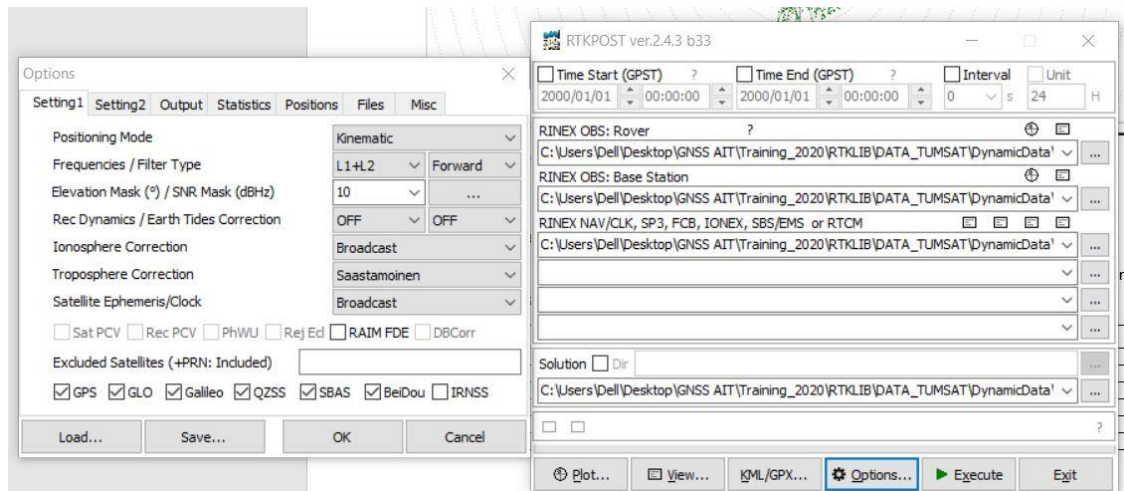 Options
Setting1 Setting2 Output Statistics Positions Files Misc
Positioning Mode Kinematic
Frequencies / Filter Type L1+L2 Forward
Elevation Mask (°) / SNR Mask (dBHz) 10 ...
Rec Dynamics / Earth Tides Correction OFF OFF
Ionosphere Correction Broadcast
Troposphere Correction Saastamoinen
Satellite Ephemeris/Clock Broadcast
Sat PCV Rec PCV PhWU Rej Ed RAIM FDE DBCorr
Excluded Satellites (+PRN: Included)
GPS GLO Galileo QZSS SBAS BeiDou IRNSS
Load... Save... OK Cancel
RTKPOST ver.2.4.3 b33
Time Start (GPST) ? Time End (GPST) ? Interval Unit
2000/01/01 00:00:00 2000/01/01 00:00:00 0 s 24 H
RINEX OBS: Rover ?
C:\Users\Dell\Desktop\GNSS AIT\Training_2020\RTKLIB\DATA_TUMSAT\DynamicData\ ...
RINEX OBS: Base Station
C:\Users\Dell\Desktop\GNSS AIT\Training_2020\RTKLIB\DATA_TUMSAT\DynamicData\ ...
RINEX NAV/CLK, SP3, FCB, IONEX, SBS/EMS or RTCM
C:\Users\Dell\Desktop\GNSS AIT\Training_2020\RTKLIB\DATA_TUMSAT\DynamicData\ ...
...
...
...
Solution Dir ...
C:\Users\Dell\Desktop\GNSS AIT\Training_2020\RTKLIB\DATA_TUMSAT\DynamicData\ ...
?
Plot... View... KML/GPX... Options... Execute Exit